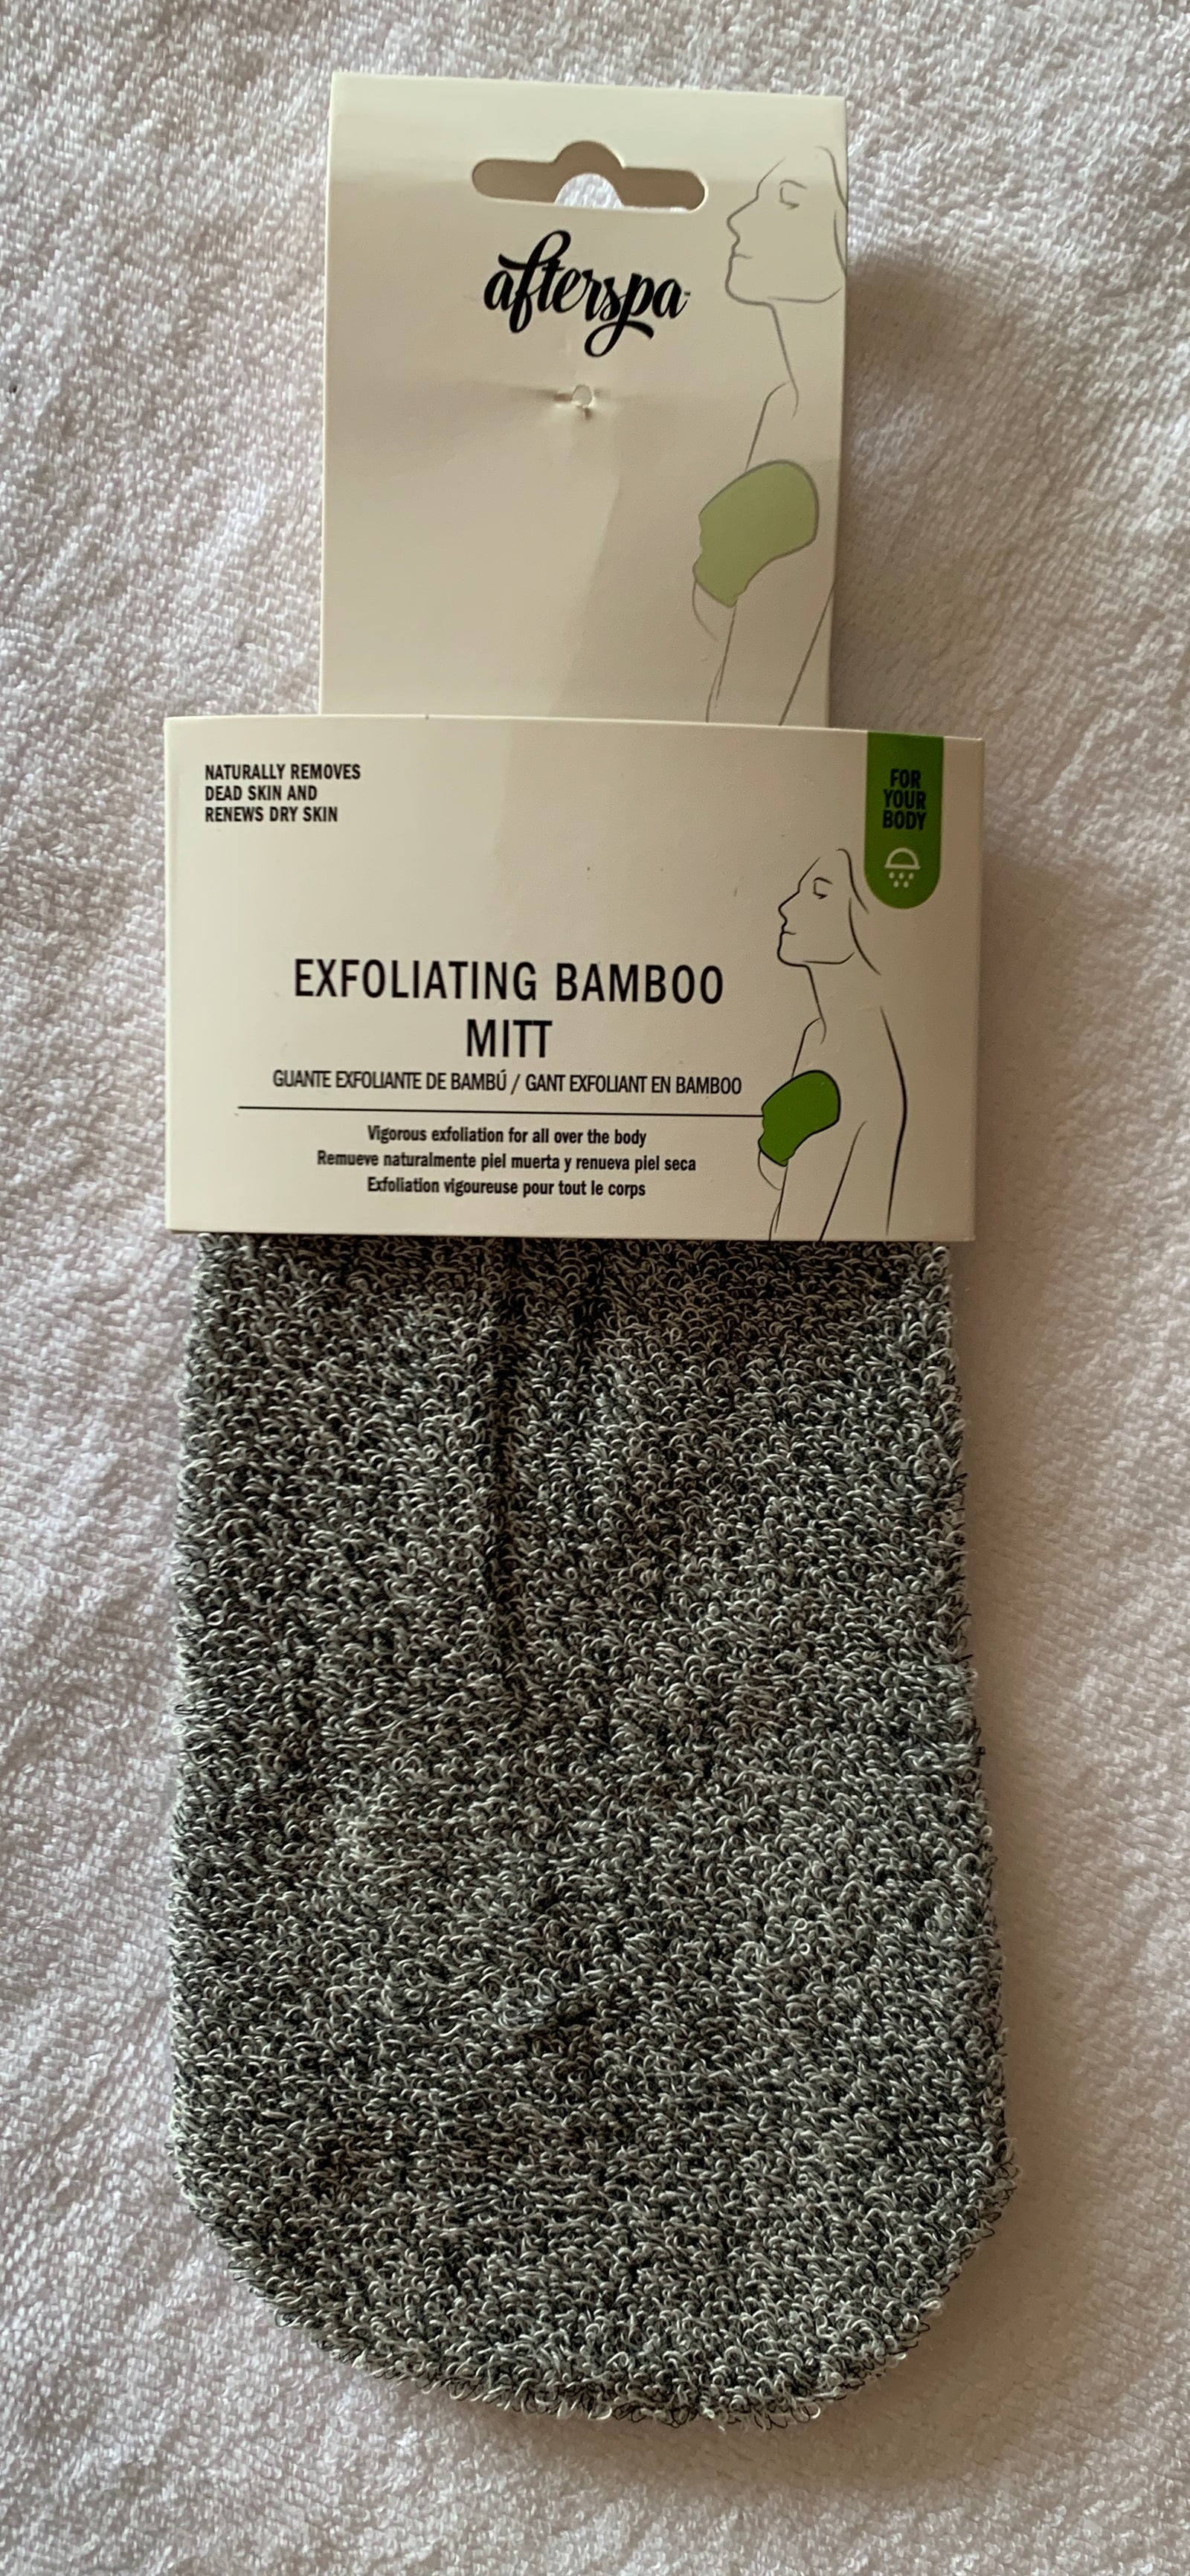 afterspa
NATURALLY REMOVES
DEAD SKIN AND
RENEWS DRY SKIN
FOR
YOUR
BODY
EXFOLIATING BAMBOO
MITT
GUANTE EXFOLIANTE DE BAMBÚ / GANT EXFOLIANT EN BAMBOO
Vigorous exfoliation for all over the body
Remueve naturalmente piel muerta y renueva piel seca
Exfoliation vigoureuse pour tout le corps